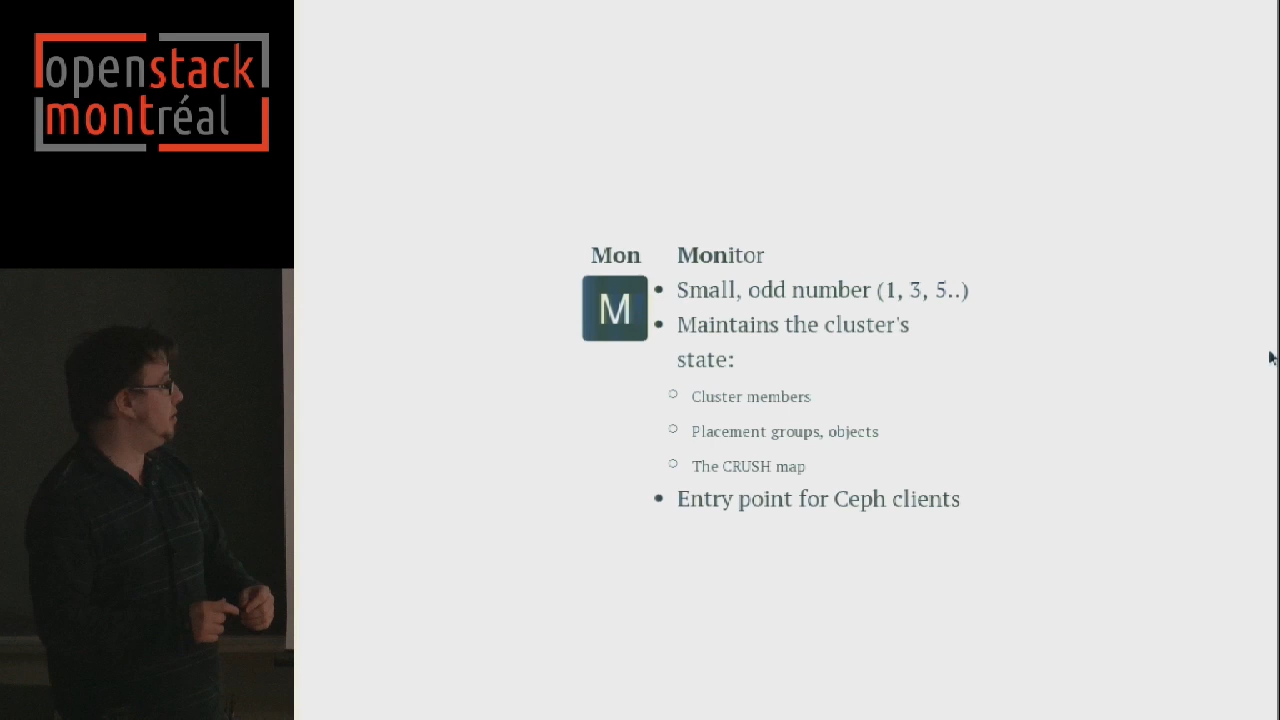 openstack
montréal
Mon
Monitor
M
Small, odd number (1, 3, 5..)
Maintains the cluster's
state:
Cluster members
Placement groups, objects
The CRUSH map
Entry point for Ceph clients